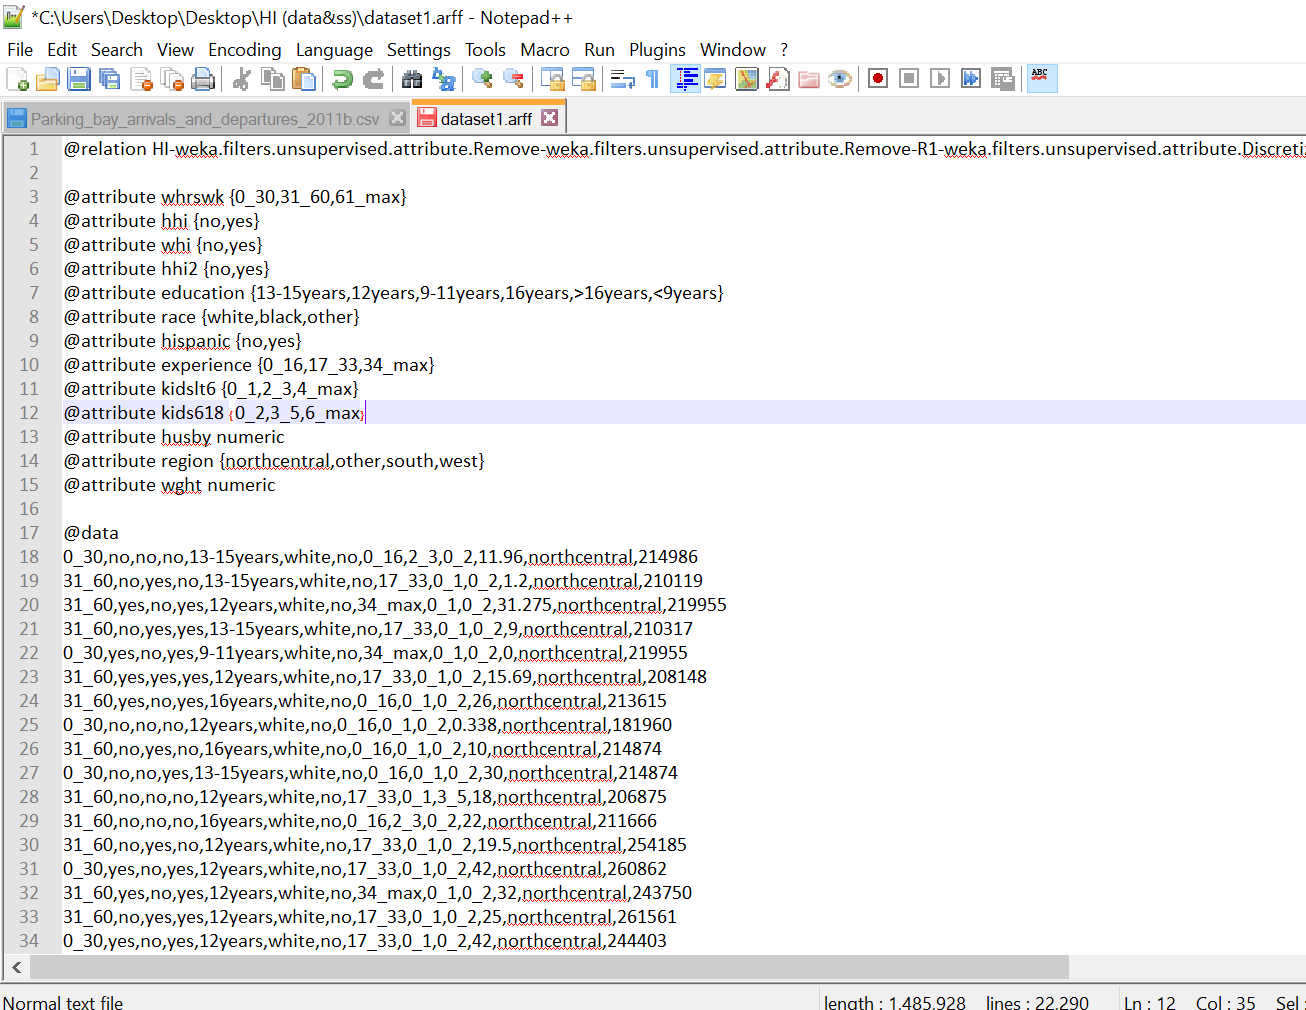 *C:\Users\Desktop\Desktop\HI (data&ss)\dataset1.arff - Notepad++
File Edit Search View Encoding Language Settings Tools Macro Run Plugins Window ?
ABC
Parking_bay_arrivals_and_departures_2011b.csv dataset1.arff
1 @relation HI-weka.filters.unsupervised.attribute.Remove-weka.filters.unsupervised.attribute.Remove-R1-weka.filters.unsupervised.attribute.Discreti
2
3 @attribute whrswk {0_30,31_60,61_max}
4 @attribute hhi {no,yes}
5 @attribute whi {no,yes}
6 @attribute hhi2 {no,yes}
7 @attribute education {13-15years,12years,9-11years,16years,>16years,<9years}
8 @attribute race {white,black,other}
9 @attribute hispanic {no,yes}
10 @attribute experience {0_16,17_33,34_max}
11 @attribute kidslt6 {0_1,2_3,4_max}
12 @attribute kids618 {0_2,3_5,6_max}
13 @attribute husby numeric
14 @attribute region {northcentral,other,south,west}
15 @attribute wght numeric
16
17 @data
18 0_30,no,no,no,13-15years,white,no,0_16,2_3,0_2,11.96,northcentral,214986
19 31_60,no,yes,no,13-15years,white,no,17_33,0_1,0_2,1.2,northcentral,210119
20 31_60,yes,no,yes,12years,white,no,34_max,0_1,0_2,31.275,northcentral,219955
21 31_60,no,yes,yes,13-15years,white,no,17_33,0_1,0_2,9,northcentral,210317
22 0_30,yes,no,yes,9-11years,white,no,34_max,0_1,0_2,0,northcentral,219955
23 31_60,yes,yes,yes,12years,white,no,17_33,0_1,0_2,15.69,northcentral,208148
24 31_60,yes,no,yes,16years,white,no,0_16,0_1,0_2,26,northcentral,213615
25 0_30,no,no,no,12years,white,no,0_16,0_1,0_2,0.338,northcentral,181960
26 31_60,no,yes,no,16years,white,no,0_16,0_1,0_2,10,northcentral,214874
27 0_30,no,no,yes,13-15years,white,no,0_16,0_1,0_2,30,northcentral,214874
28 31_60,no,no,no,12years,white,no,17_33,0_1,3_5,18,northcentral,206875
29 31_60,no,no,no,16years,white,no,0_16,2_3,0_2,22,northcentral,211666
30 31_60,no,yes,no,12years,white,no,17_33,0_1,0_2,19.5,northcentral,254185
31 0_30,yes,no,yes,12years,white,no,17_33,0_1,0_2,42,northcentral,260862
32 31_60,yes,no,yes,12years,white,no,34_max,0_1,0_2,32,northcentral,243750
33 31_60,no,yes,yes,12years,white,no,17_33,0_1,0_2,25,northcentral,261561
34 0_30,yes,no,yes,12years,white,no,17_33,0_1,0_2,42,northcentral,244403
Normal text file length : 1,485,928 lines : 22,290 Ln : 12 Col : 35 Sel :